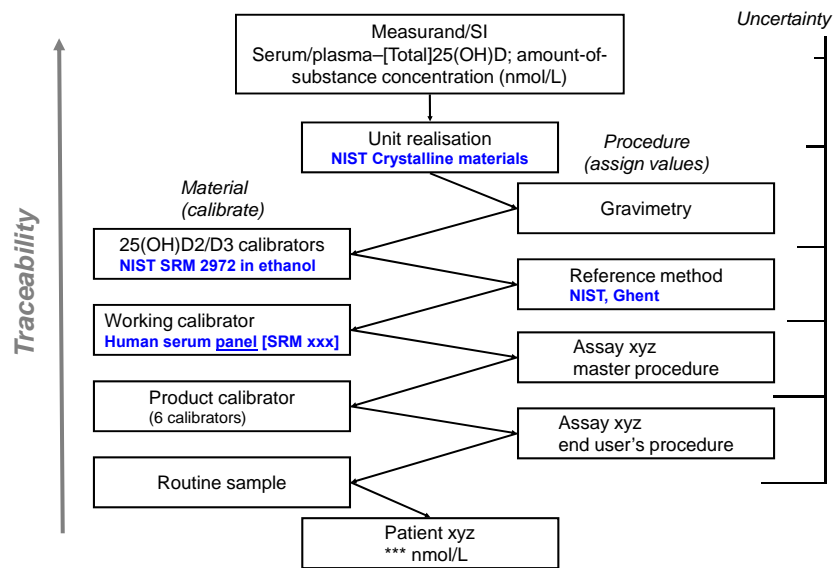 Uncertainty
Measurand/SI
Serum/plasma–[Total]25(OH)D; amount-of-
substance concentration (nmol/L)
Unit realisation
NIST Crystalline materials
Procedure
(assign values)
Material
(calibrate)
Gravimetry
25(OH)D2/D3 calibrators
NIST SRM 2972 in ethanol
Reference method
NIST, Ghent
Traceability
Working calibrator
Human serum panel [SRM xxx]
Assay xyz
master procedure
Product calibrator
(6 calibrators)
Assay xyz
end user's procedure
Routine sample
Patient xyz
*** nmol/L